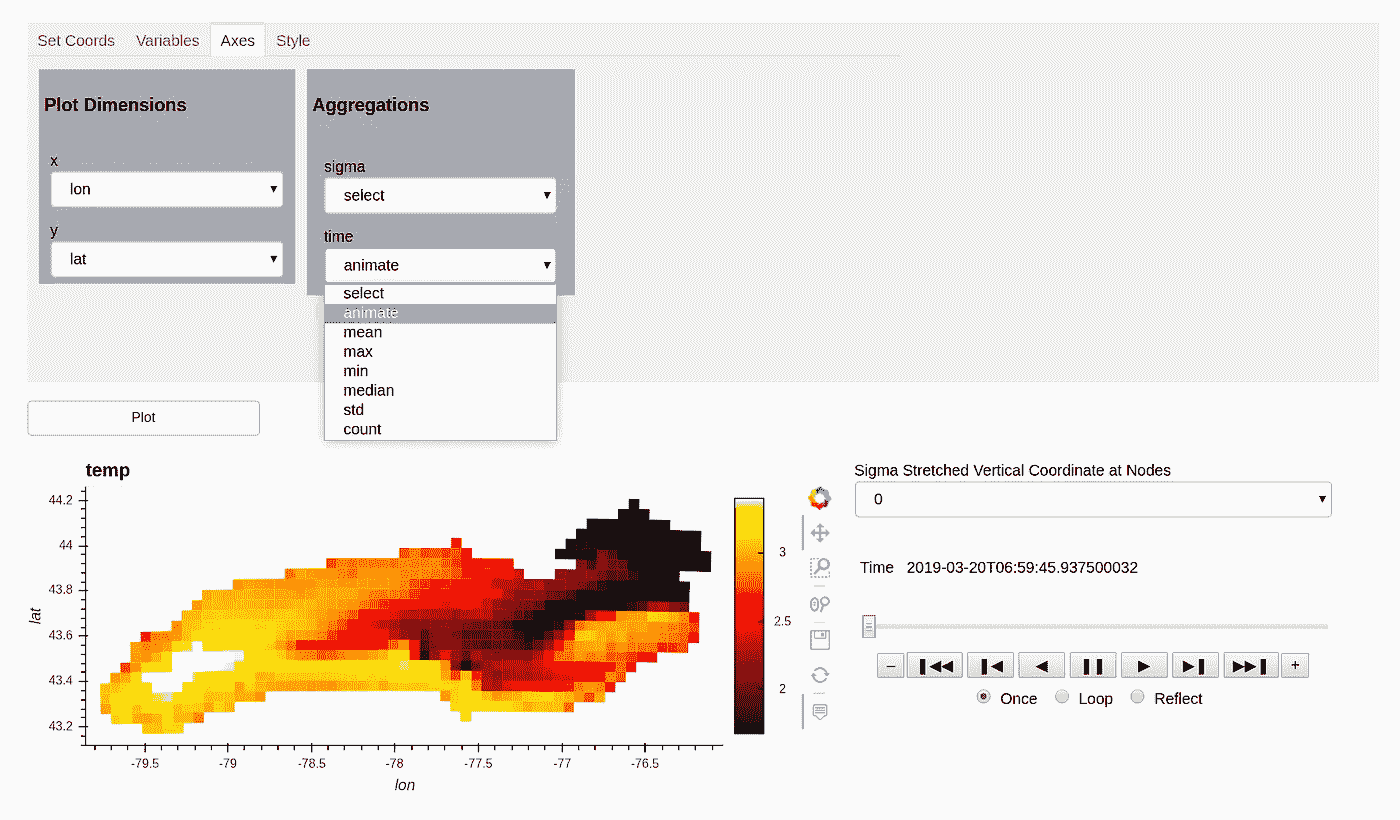 Set Coords Variables Axes Style
Plot Dimensions
x
lon
y
lat
Aggregations
sigma
select
time
animate
select
animate
mean
max
min
median
std
count
Plot
temp
44.2
44
43.8
43.6
43.4
43.2
lat
-79.5 -79 -78.5 -78 -77.5 -77 -76.5
lon
3
2.5
2
Sigma Stretched Vertical Coordinate at Nodes
0
Time 2019-03-20T06:59:45.937500032
– +
Once Loop Reflect